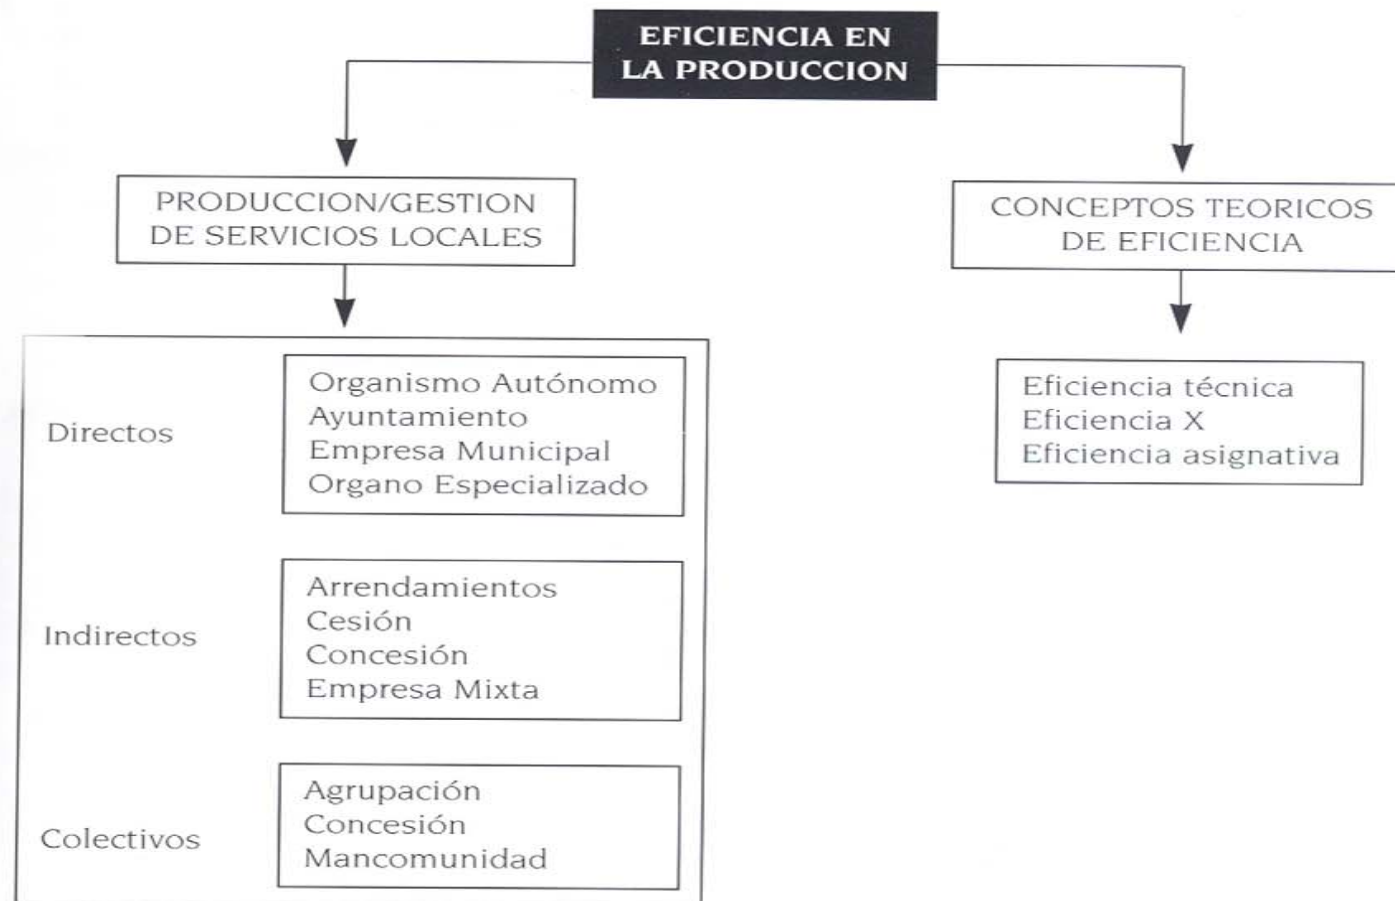 EFICIENCIA EN
LA PRODUCCION
PRODUCCION/GESTION
DE SERVICIOS LOCALES
CONCEPTOS TEORICOS
DE EFICIENCIA
Directos
Organismo Autónomo
Ayuntamiento
Empresa Municipal
Organo Especializado
Indirectos
Arrendamientos
Cesión
Concesión
Empresa Mixta
Colectivos
Agrupación
Concesión
Mancomunidad
Eficiencia técnica
Eficiencia X
Eficiencia asignativa